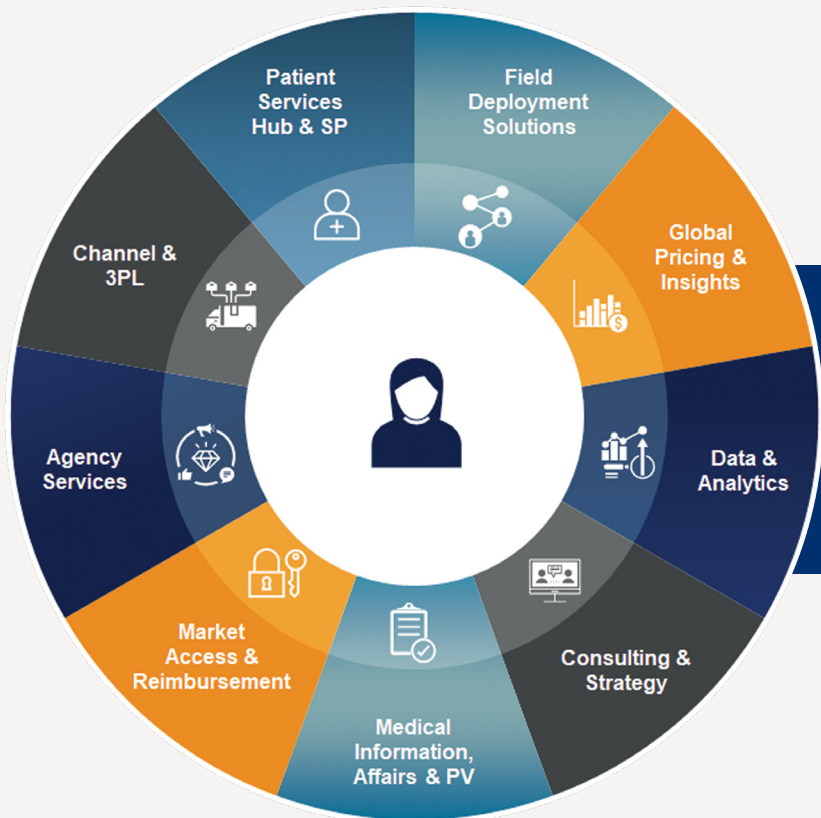 Patient
Services
Hub & SP
Field
Deployment
Solutions
Channel &
3PL
Global
Pricing &
Insights
$
Agency
Services
Data &
Analytics
Market
Access &
Reimbursement
Consulting &
Strategy
Medical
Information,
Affairs & PV